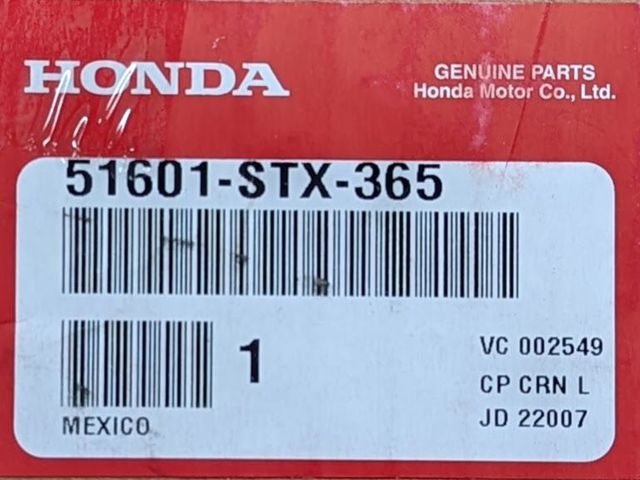 HONDA
GENUINE PARTS
Honda Motor Co., Ltd.
51601-STX-365
1
VC 002549
CP CRN L
MEXICO
JD 22007